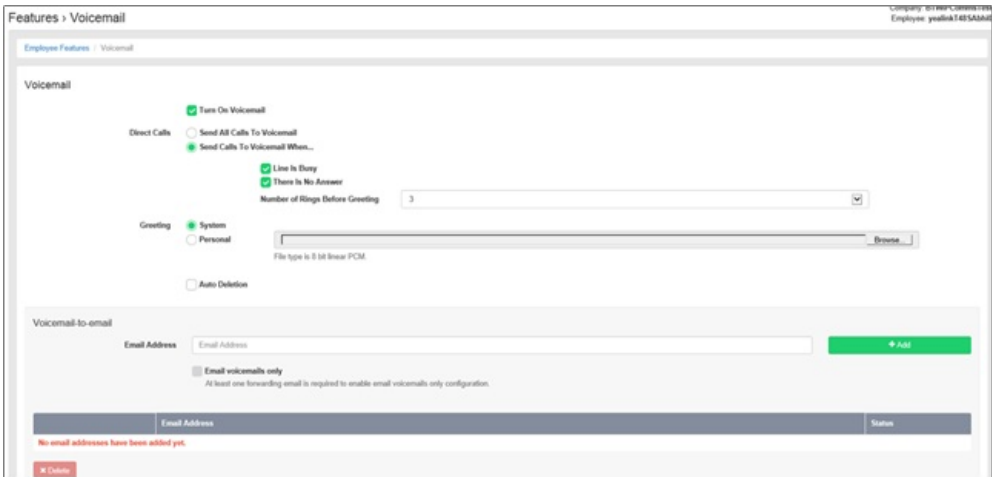 Features › Voicemail
Company:
Employee:
Employee Features / Voicemail
Voicemail
Turn On Voicemail
Direct Calls
Send All Calls To Voicemail
Send Calls To Voicemail When...
Line Is Busy
There Is No Answer
Number of Rings Before Greeting 3
Greeting
System
Personal
Browse...
File type is 8 bit linear PCM.
Auto Deletion
Voicemail-to-email
Email Address Email Address + Add
Email voicemails only
At least one forwarding email is required to enable email voicemails only configuration.
Email Address Status
No email addresses have been added yet.
✖ Delete